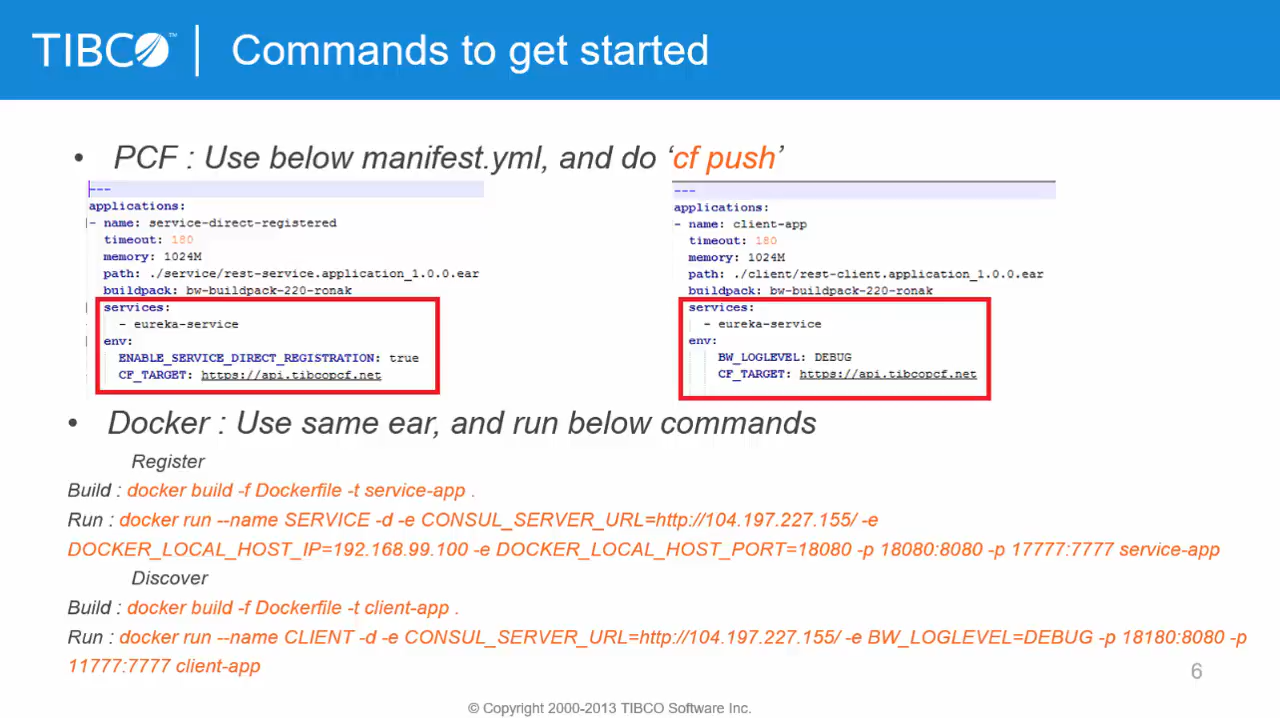 TIBCO™ | Commands to get started
• PCF : Use below manifest.yml, and do ‘cf push’
---
applications:
- name: service-direct-registered
timeout: 180
memory: 1024M
path: ./service/rest-service.application_1.0.0.ear
buildpack: bw-buildpack-220-ronak
services:
- eureka-service
env:
ENABLE_SERVICE_DIRECT_REGISTRATION: true
CF_TARGET: https://api.tibcopcf.net
---
applications:
- name: client-app
timeout: 180
memory: 1024M
path: ./client/rest-client.application_1.0.0.ear
buildpack: bw-buildpack-220-ronak
services:
- eureka-service
env:
BW_LOGLEVEL: DEBUG
CF_TARGET: https://api.tibcopcf.net
• Docker : Use same ear, and run below commands
Register
Build : docker build -f Dockerfile -t service-app .
Run : docker run --name SERVICE -d -e CONSUL_SERVER_URL=http://104.197.227.155/ -e
DOCKER_LOCAL_HOST_IP=192.168.99.100 -e DOCKER_LOCAL_HOST_PORT=18080 -p 18080:8080 -p 17777:7777 service-app
Discover
Build : docker build -f Dockerfile -t client-app .
Run : docker run --name CLIENT -d -e CONSUL_SERVER_URL=http://104.197.227.155/ -e BW_LOGLEVEL=DEBUG -p 18180:8080 -p
11777:7777 client-app
6
© Copyright 2000-2013 TIBCO Software Inc.